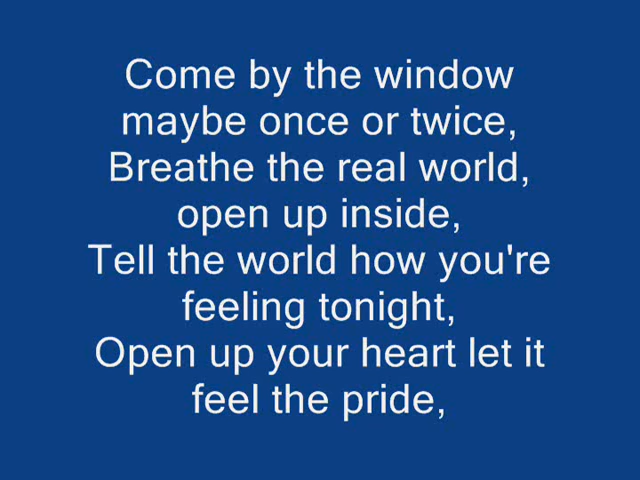 Come by the window
maybe once or twice,
Breathe the real world,
open up inside,
Tell the world how you're
feeling tonight,
Open up your heart let it
feel the pride,